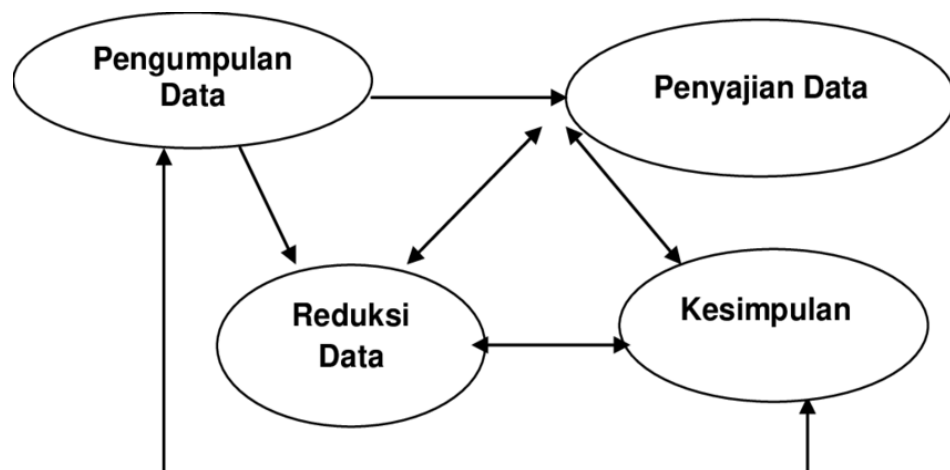 Pengumpulan
Data
Penyajian Data
Reduksi
Data
Kesimpulan